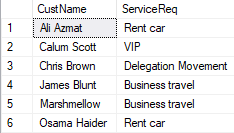 CustName ServiceReq
1 Ali Azmat Rent car
2 Calum Scott VIP
3 Chris Brown Delegation Movement
4 James Blunt Business travel
5 Marshmellow Business travel
6 Osama Haider Rent car